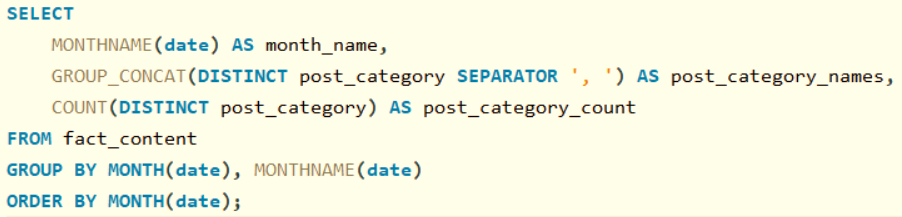 SELECT
    MONTHNAME(date) AS month_name,
    GROUP_CONCAT(DISTINCT post_category SEPARATOR ', ') AS post_category_names,
    COUNT(DISTINCT post_category) AS post_category_count
FROM fact_content
GROUP BY MONTH(date), MONTHNAME(date)
ORDER BY MONTH(date);